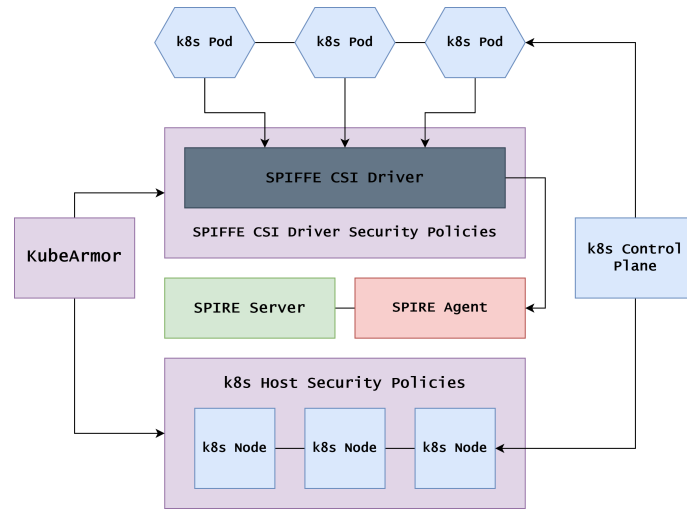 k8s Pod
k8s Pod
k8s Pod
SPIFFE CSI Driver
SPIFFE CSI Driver Security Policies
KubeArmor
k8s Control
Plane
SPIRE Server
SPIRE Agent
k8s Host Security Policies
k8s Node
k8s Node
k8s Node